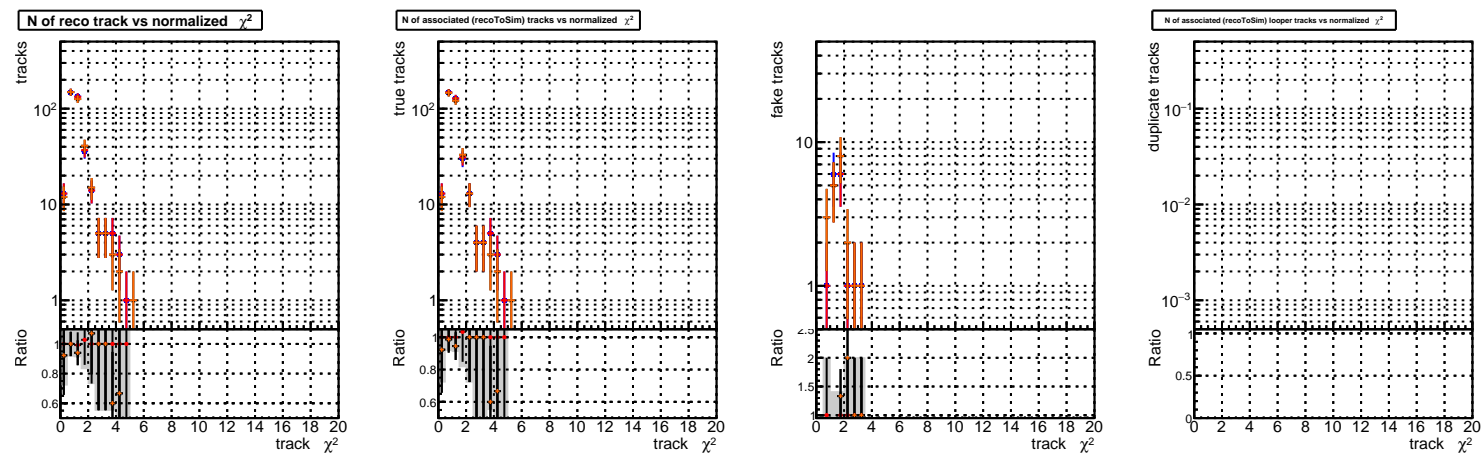 N of reco track vs normalized χ²
tracks
10²
10
1
Ratio
1
0.8
0.6
0 2 4 6 8 10 12 14 16 18 20
track χ²
N of associated (recoToSim) tracks vs normalized χ²
true tracks
10²
10
1
Ratio
1
0.8
0.6
0 2 4 6 8 10 12 14 16 18 20
track χ²
fake tracks
10
1
Ratio
2.5
2
1.5
1
0 2 4 6 8 10 12 14 16 18 20
track χ²
N of associated (recoToSim) looper tracks vs normalized χ²
duplicate tracks
10⁻¹
10⁻²
10⁻³
Ratio
1
0.5
0
0 2 4 6 8 10 12 14 16 18 20
track χ²